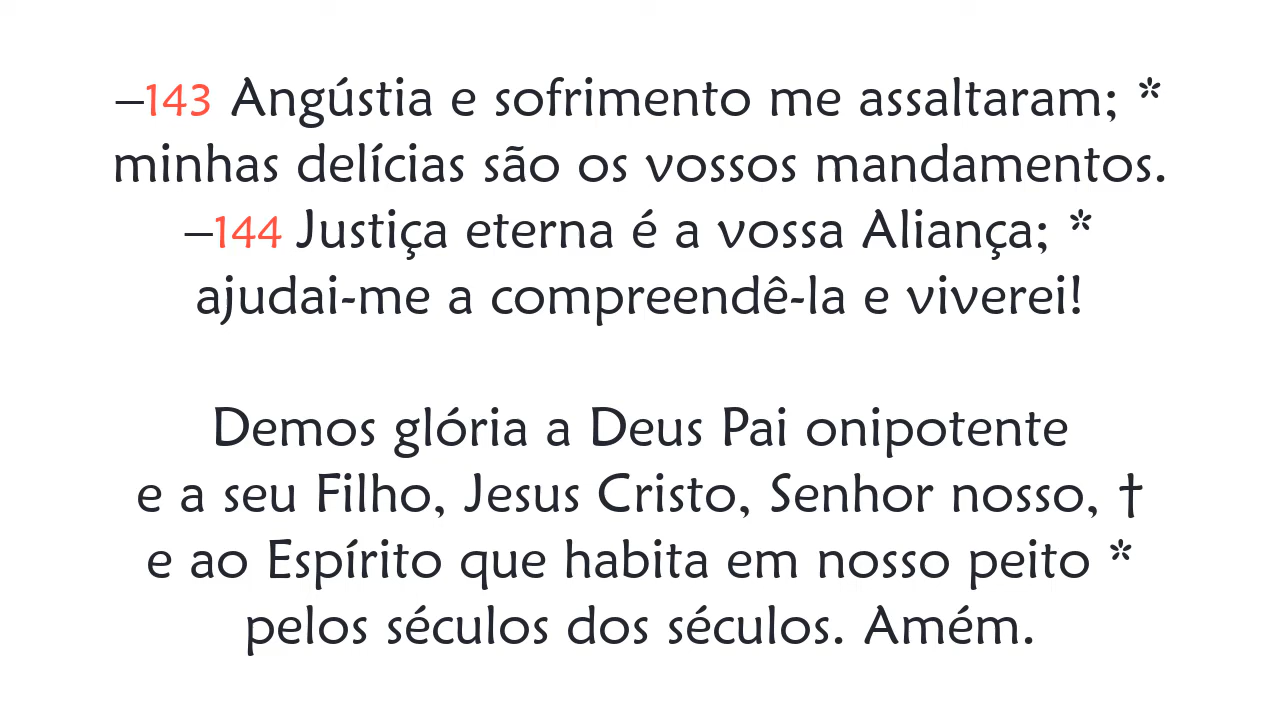 –143 Angústia e sofrimento me assaltaram; *
minhas delícias são os vossos mandamentos.
–144 Justiça eterna é a vossa Aliança; *
ajudai-me a compreendê-la e viverei!
Demos glória a Deus Pai onipotente
e a seu Filho, Jesus Cristo, Senhor nosso, †
e ao Espírito que habita em nosso peito *
pelos séculos dos séculos. Amém.